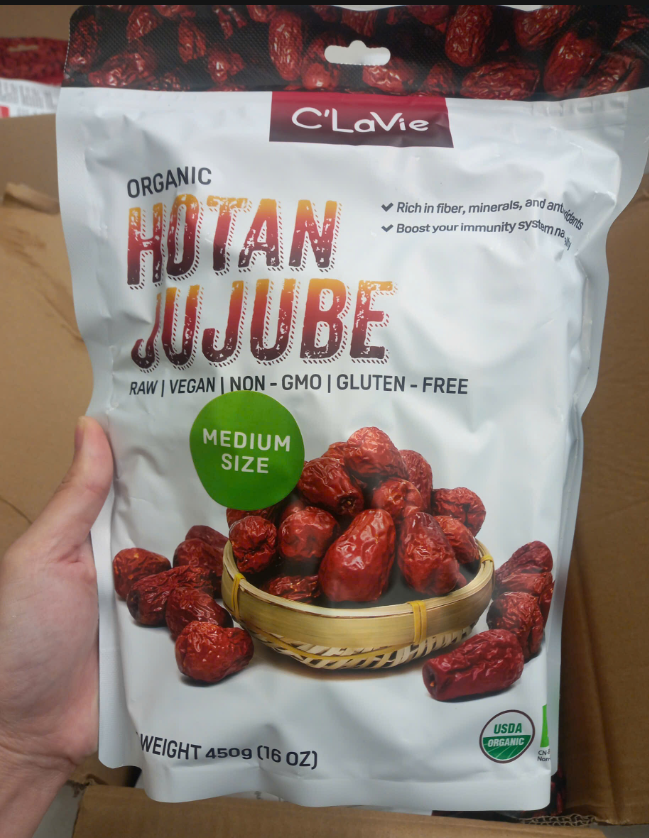 C'LaVie
ORGANIC
HOTAN
JUJUBE
✔ Rich in fiber, minerals, and
✔ Boost your immunity system
RAW | VEGAN | NON - GMO | GLUTEN - FREE
MEDIUM
SIZE
WEIGHT 450g (16 OZ)
USDA
ORGANIC